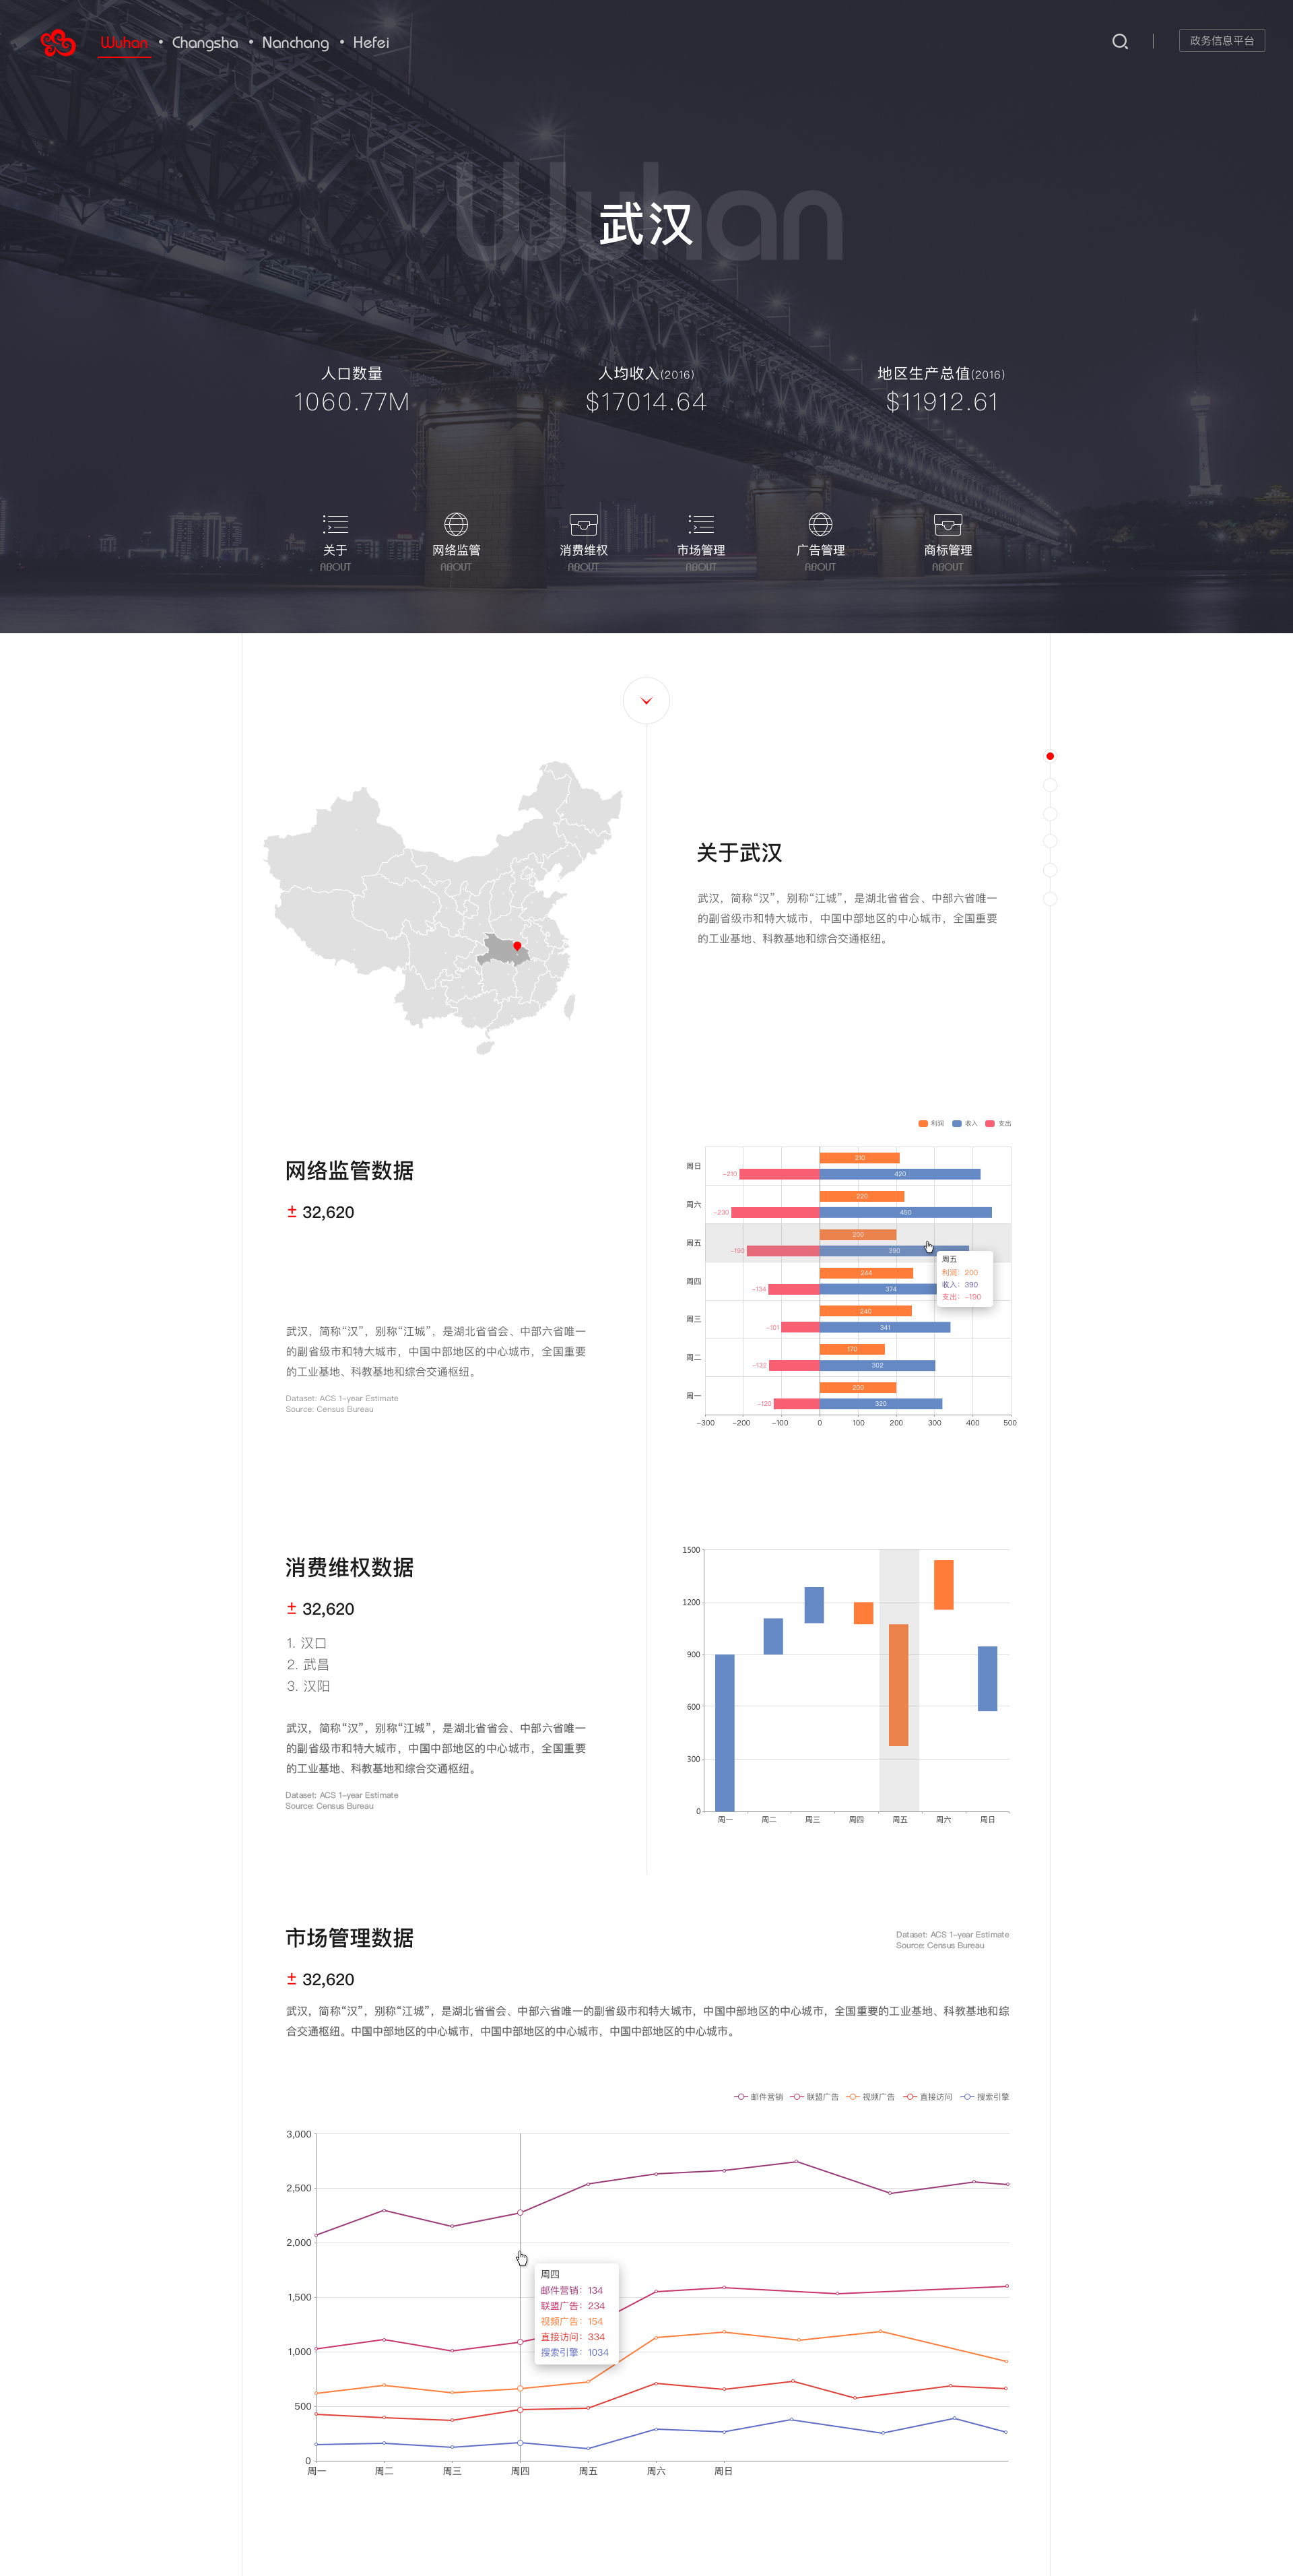 Wuhan • Changsha • Nanchang • Hefei
政务信息平台
Wuhan
武汉
人口数量
1060.77M
人均收入(2016)
$17014.64
地区生产总值(2016)
$11912.61
关于
ABOUT
网络监管
ABOUT
消费维权
ABOUT
市场管理
ABOUT
广告管理
ABOUT
商标管理
ABOUT
关于武汉
武汉，简称“汉”，别称“江城”，是湖北省省会、中部六省唯一
的副省级市和特大城市，中国中部地区的中心城市，全国重要
的工业基地、科教基地和综合交通枢纽。
网络监管数据
± 32,620
武汉，简称“汉”，别称“江城”，是湖北省省会、中部六省唯一
的副省级市和特大城市，中国中部地区的中心城市，全国重要
的工业基地、科教基地和综合交通枢纽。
Dataset: ACS 1-year Estimate
Source: Census Bureau
利润 收入 支出
周日 210 -210 420
周六 220 -230 450
周五 200 -190 390
周五
利润：200
收入：390
支出：-190
周四 244 -134 374
周三 240 -101 341
周二 170 -132 302
周一 200 -120 320
-300 -200 -100 0 100 200 300 400 500
消费维权数据
± 32,620
1. 汉口
2. 武昌
3. 汉阳
武汉，简称“汉”，别称“江城”，是湖北省省会、中部六省唯一
的副省级市和特大城市，中国中部地区的中心城市，全国重要
的工业基地、科教基地和综合交通枢纽。
Dataset: ACS 1-year Estimate
Source: Census Bureau
1500
1200
900
600
300
0
周一 周二 周三 周四 周五 周六 周日
市场管理数据
± 32,620
Dataset: ACS 1-year Estimate
Source: Census Bureau
武汉，简称“汉”，别称“江城”，是湖北省省会、中部六省唯一的副省级市和特大城市，中国中部地区的中心城市，全国重要的工业基地、科教基地和综
合交通枢纽。中国中部地区的中心城市，中国中部地区的中心城市，中国中部地区的中心城市。
邮件营销 联盟广告 视频广告 直接访问 搜索引擎
3,000
2,500
2,000
1,500
1,000
500
0
周四
邮件营销：134
联盟广告：234
视频广告：154
直接访问：334
搜索引擎：1034
周一 周二 周三 周四 周五 周六 周日